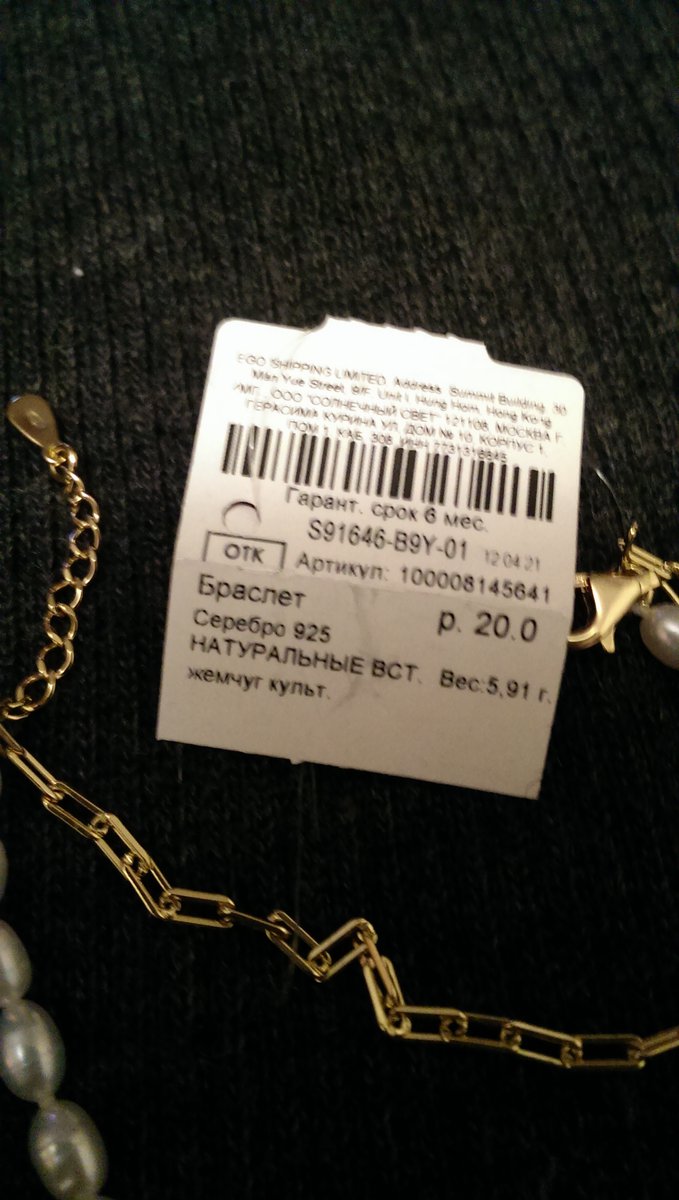 EGO SHIPPING LIMITED. Address: Summit Building, 30
Man Yue Street, 9/F, Unit I, Hung Hom, Hong Kong
ИМП.: ООО "СОЛНЕЧНЫЙ СВЕТ", 121108, МОСКВА Г,
ГЕРАСИМА КУРИНА УЛ, ДОМ № 10, КОРПУС 1,
ПОМ 1, КАБ. 308, ИНН
Гарант. срок 6 мес.
S91646-B9Y-01 12.04.21
ОТК Артикул: 100008145641
Браслет р. 20.0
Серебро 925
НАТУРАЛЬНЫЕ ВСТ. Вес:5,91 г.
жемчуг культ.